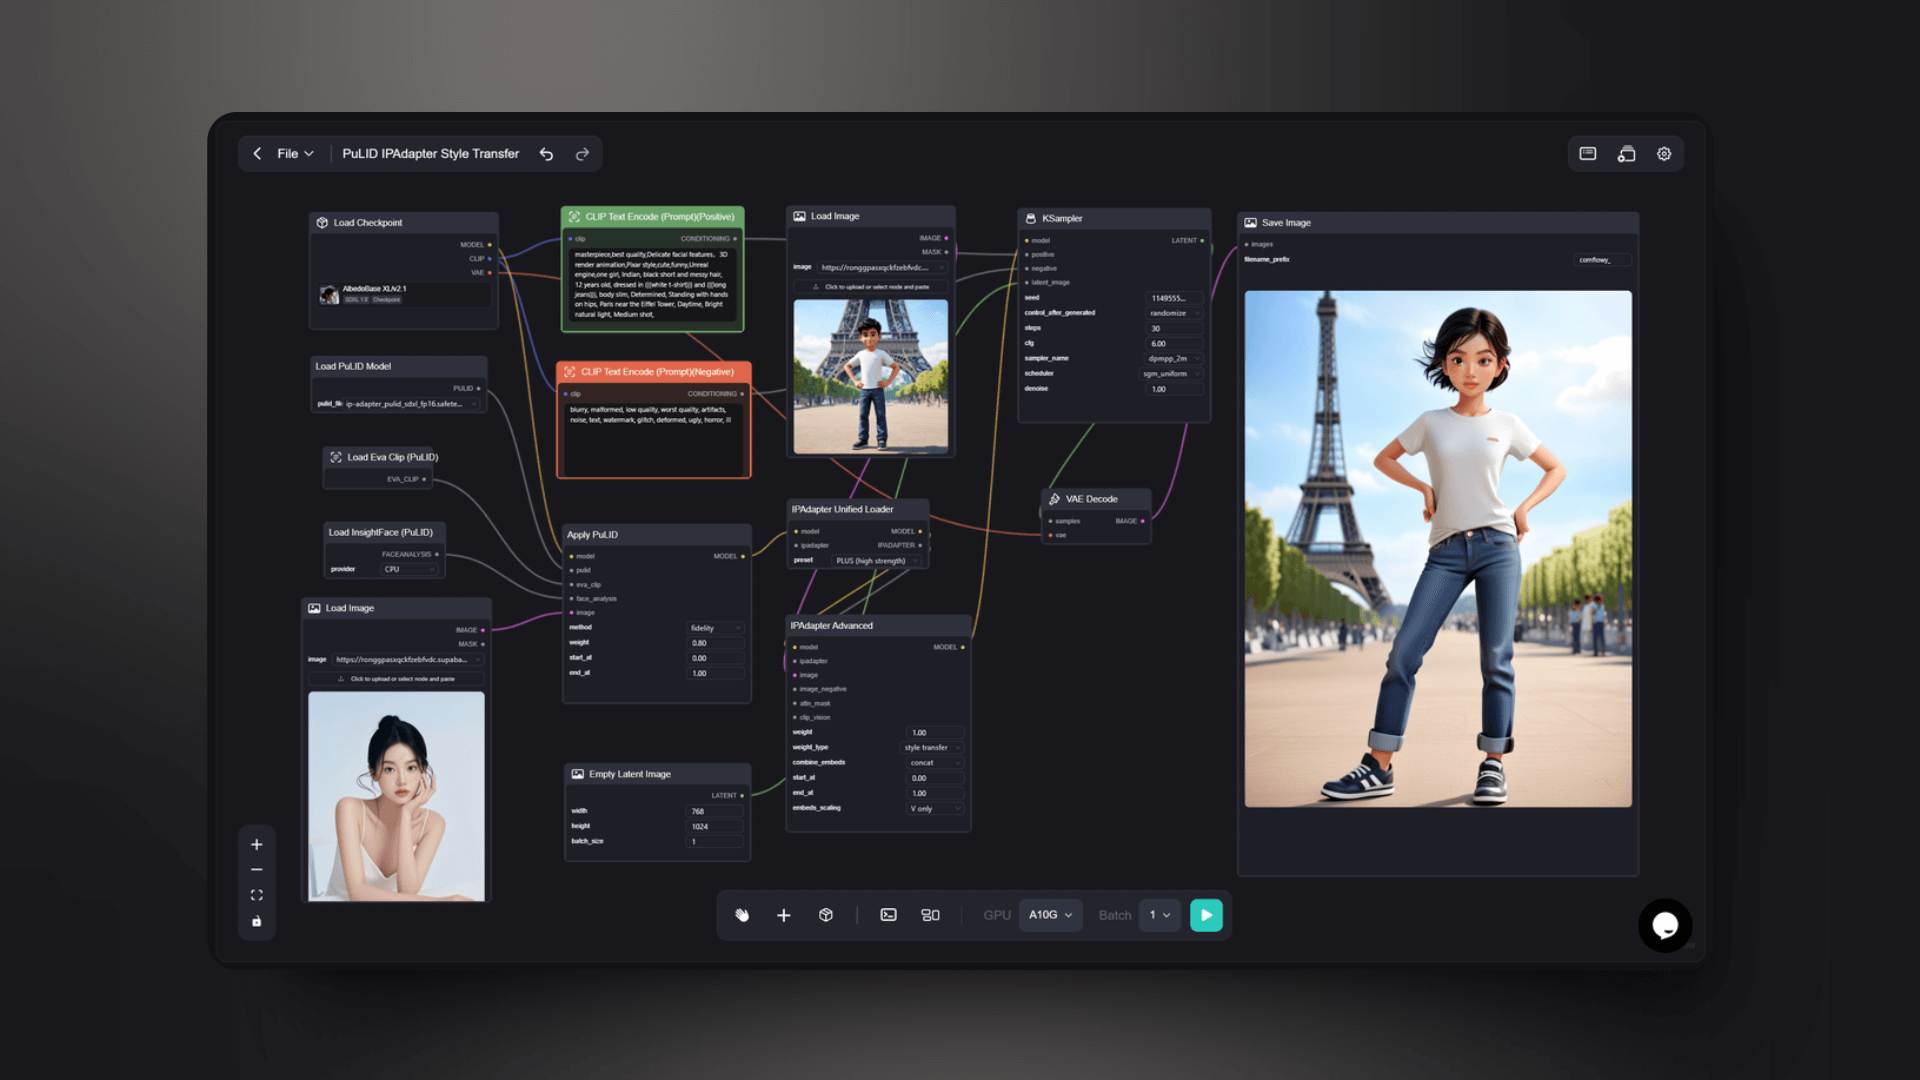 File
PuLID IPAdapter Style Transfer
Load Checkpoint
MODEL
CLIP
VAE
AlbedoBase XL/v2.1
SDXL 1.0 Checkpoint
Load PuLID Model
PULID
pulid_file ip-adapter_pulid_sdxl_fp16.safete...
Load Eva Clip (PuLID)
EVA_CLIP
Load InsightFace (PuLID)
FACEANALYSIS
provider CPU
Load Image
IMAGE
MASK
image https://ronggpasxqckfzebfvdc.supaba...
Click to upload or select node and paste
CLIP Text Encode (Prompt)(Positive)
clip CONDITIONING
masterpiece,best quality,Delicate facial features, 3D
render animation,Pixar style,cute,funny,Unreal
engine,one girl, Indian, black short and messy hair,
12 years old, dressed in (((white t-shirt))) and (((long
jeans))), body slim, Determined, Standing with hands
on hips, Paris near the Eiffel Tower, Daytime, Bright
natural light, Medium shot,
CLIP Text Encode (Prompt)(Negative)
clip CONDITIONING
blurry, malformed, low quality, worst quality, artifacts,
noise, text, watermark, glitch, deformed, ugly, horror, ill
Apply PuLID
model MODEL
pulid
eva_clip
face_analysis
image
method fidelity
weight 0.80
start_at 0.00
end_at 1.00
Empty Latent Image
LATENT
width 768
height 1024
batch_size 1
Load Image
IMAGE
MASK
image https://ronggpasxqckfzebfvdc....
Click to upload or select node and paste
IPAdapter Unified Loader
model MODEL
ipadapter IPADAPTER
preset PLUS (high strength)
IPAdapter Advanced
model MODEL
ipadapter
image
image_negative
attn_mask
clip_vision
weight 1.00
weight_type style transfer
combine_embeds concat
start_at 0.00
end_at 1.00
embeds_scaling V only
KSampler
model LATENT
positive
negative
latent_image
seed 1149555...
control_after_generated randomize
steps 30
cfg 6.00
sampler_name dpmpp_2m
scheduler sgm_uniform
denoise 1.00
VAE Decode
samples IMAGE
vae
Save Image
images
filename_prefix comflowy_
GPU A10G Batch 1